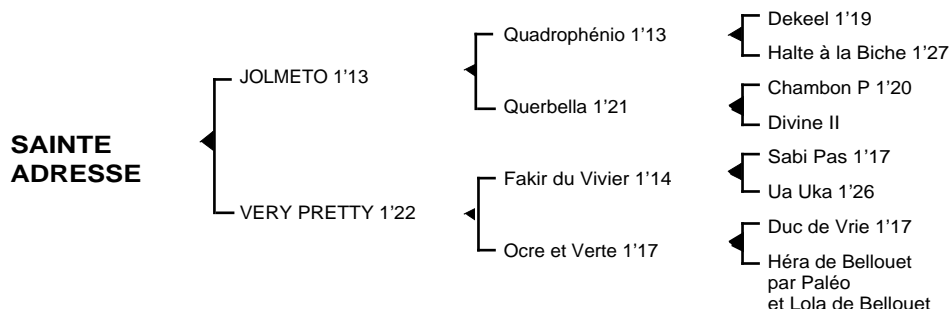 Dekeel 1’19
Quadrophénio 1’13
Halte à la Biche 1’27
JOLMETO 1’13
Chambon P 1’20
Querbella 1’21
Divine II
SAINTE
ADRESSE
Sabi Pas 1’17
Fakir du Vivier 1’14
Ua Uka 1’26
VERY PRETTY 1’22
Duc de Vrie 1’17
Ocre et Verte 1’17
Héra de Bellouet
par Paléo
et Lola de Bellouet